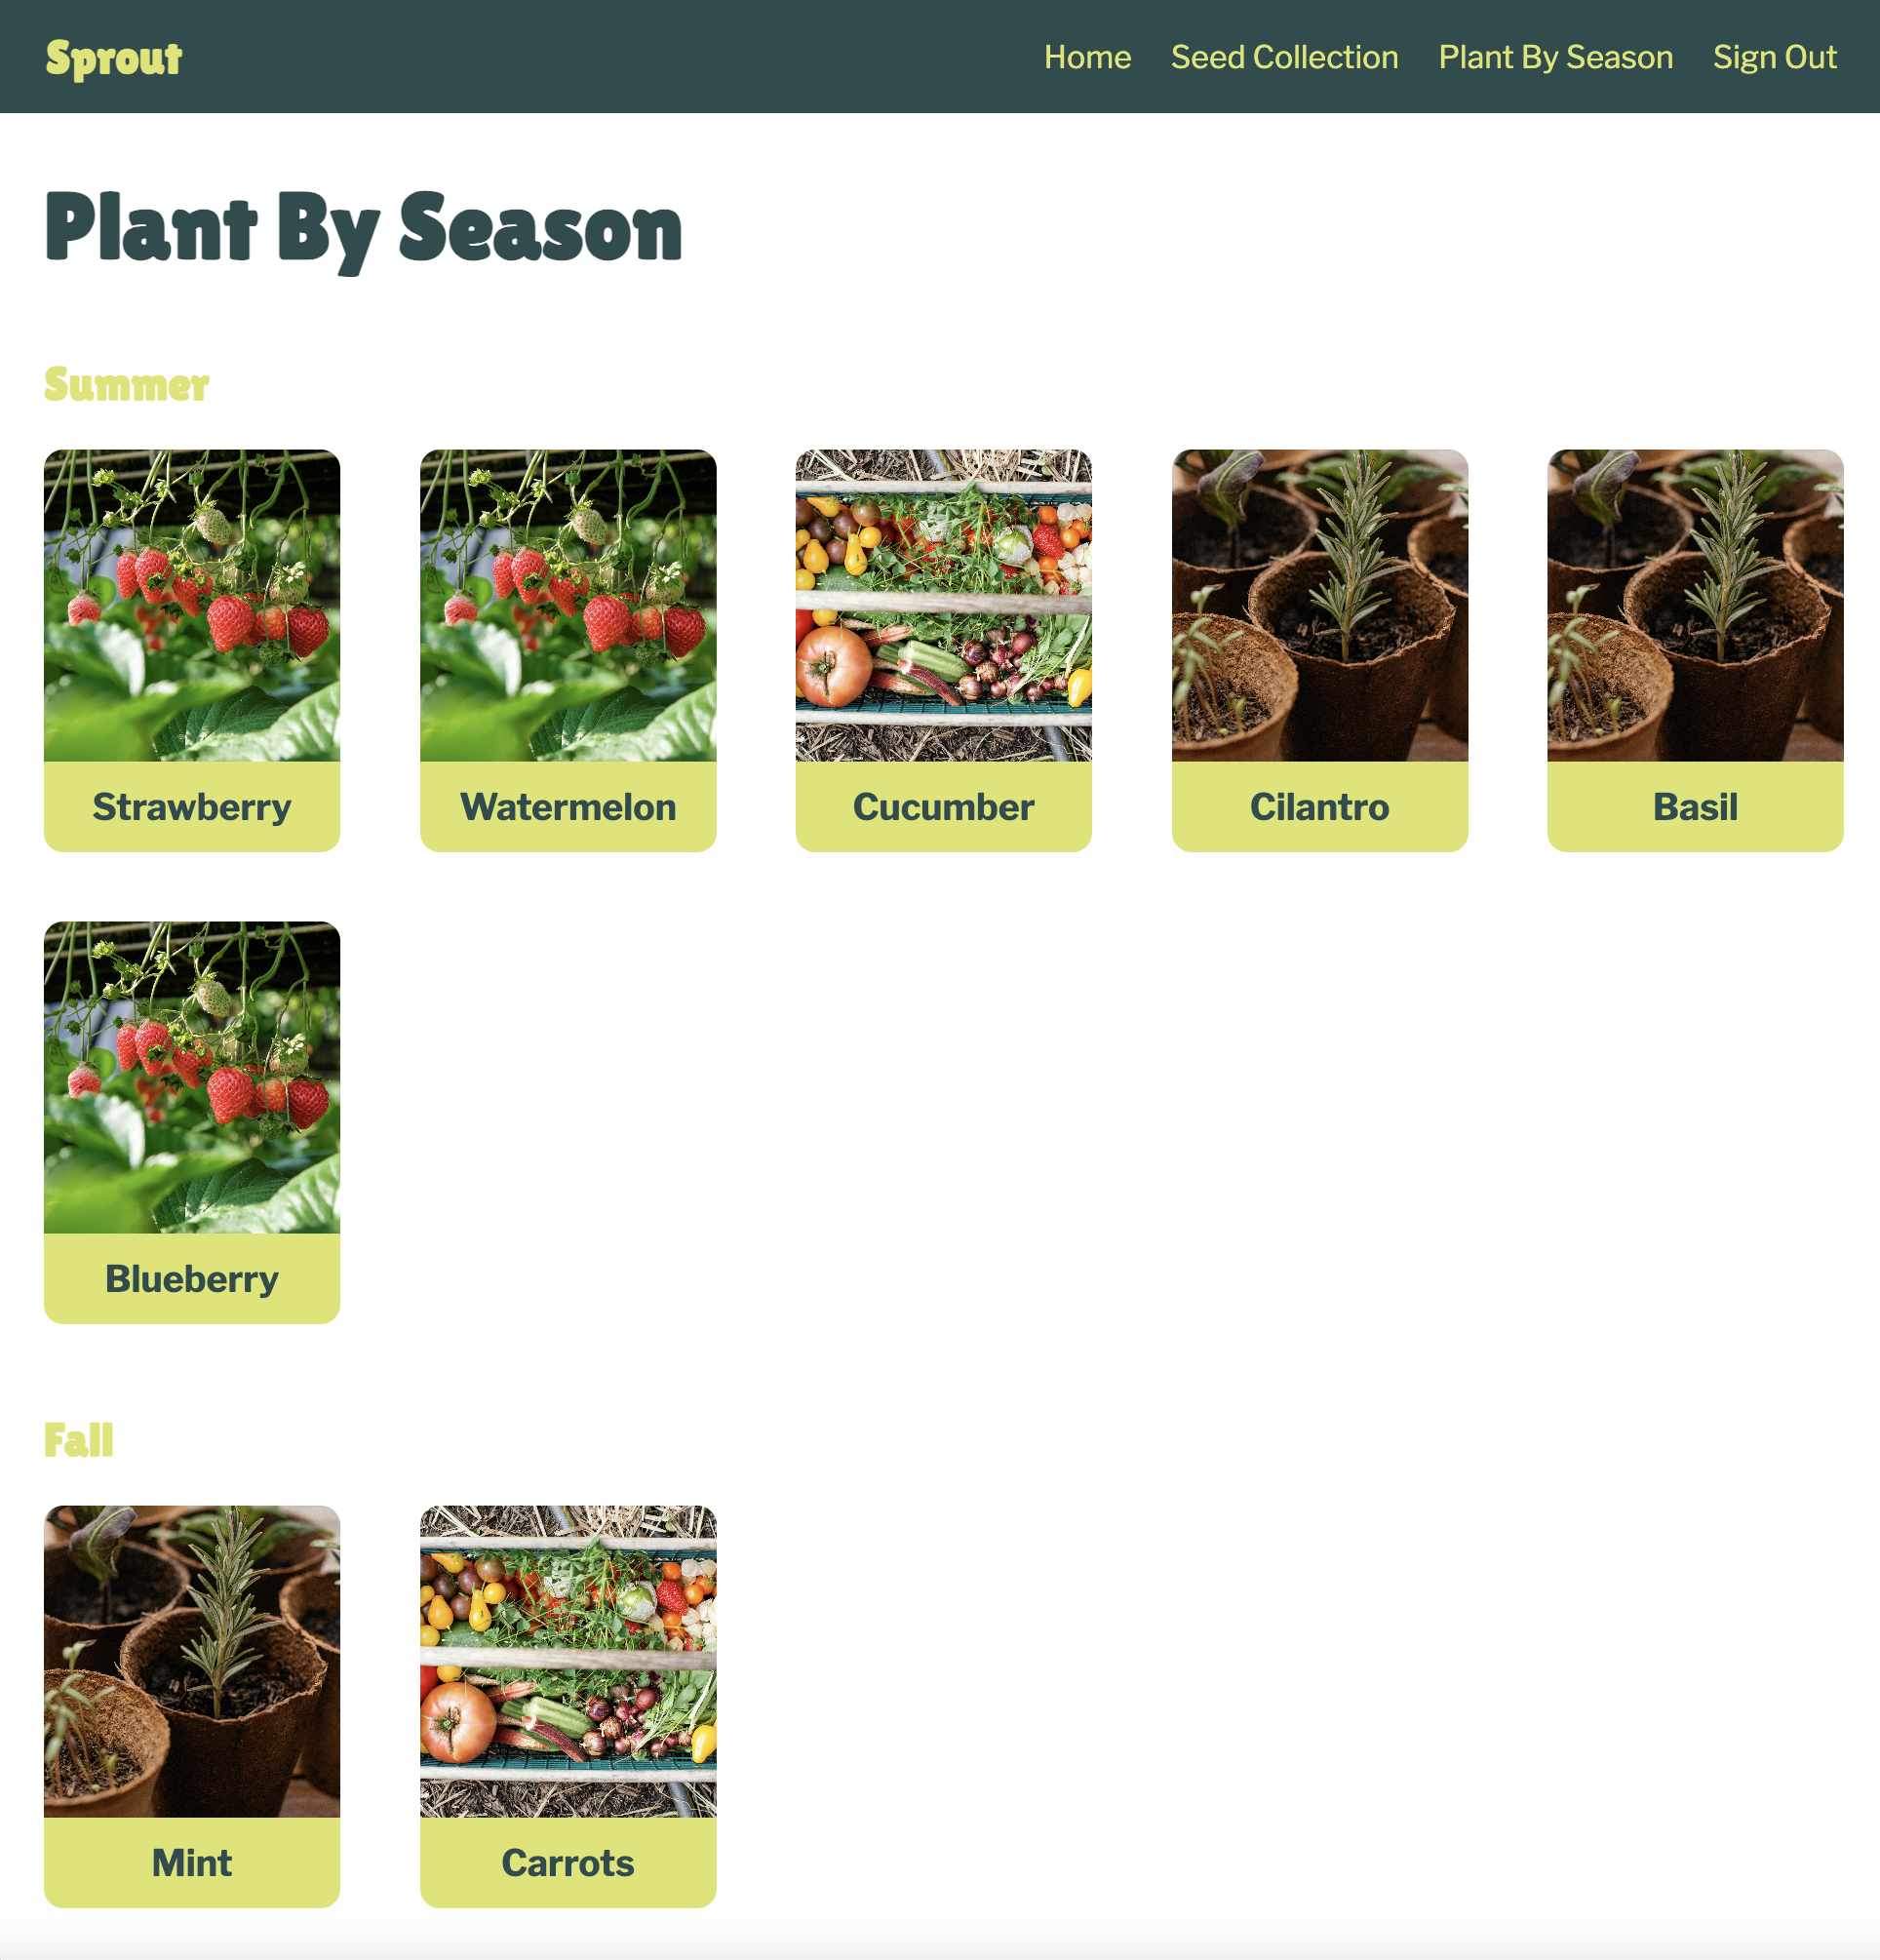 Sprout
Home Seed Collection Plant By Season Sign Out
Plant By Season
Summer
Strawberry
Watermelon
Cucumber
Cilantro
Basil
Blueberry
Fall
Mint
Carrots